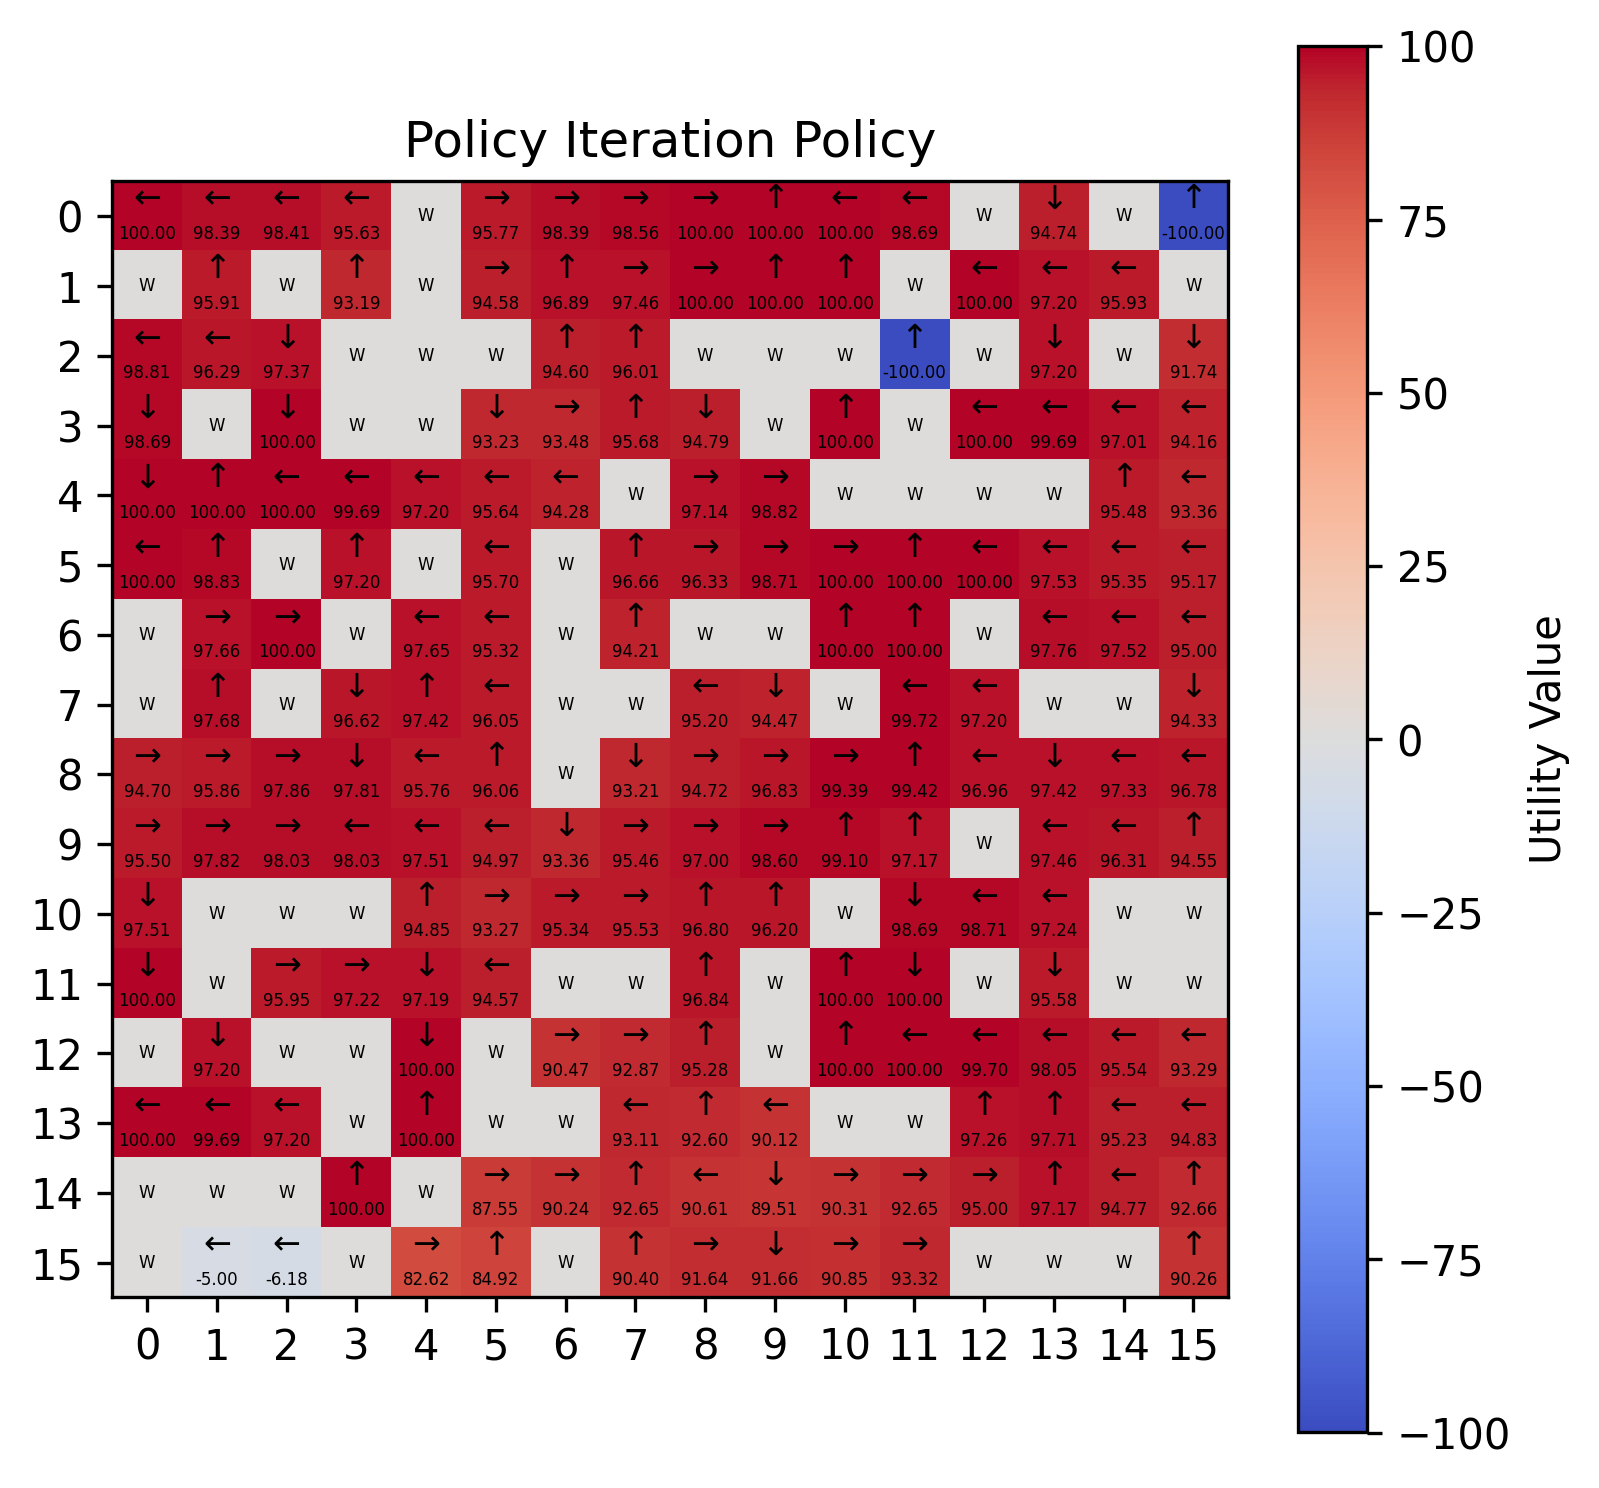 Policy Iteration Policy
0 ← ← ← ← W → → → → ↑ ← ← W ↓ W ↑
100.00 98.39 98.41 95.63 95.77 98.39 98.56 100.00 100.00 100.00 98.69 94.74 -100.00
1 W ↑ W ↑ W → ↑ → → ↑ ↑ W ← ← ← W
95.91 93.19 94.58 96.89 97.46 100.00 100.00 100.00 100.00 97.20 95.93
2 ← ← ↓ W W W ↑ ↑ W W W ↑ W ↓ W ↓
98.81 96.29 97.37 94.60 96.01 -100.00 97.20 91.74
3 ↓ W ↓ W W ↓ → ↑ ↓ W ↑ W ← ← ← ←
98.69 100.00 93.23 93.48 95.68 94.79 100.00 100.00 99.69 97.01 94.16
4 ↓ ↑ ← ← ← ← ← W → → W W W W ↑ ←
100.00 100.00 100.00 99.69 97.20 95.64 94.28 97.14 98.82 95.48 93.36
5 ← ↑ W ↑ W ← W ↑ → → → ↑ ← ← ← ←
100.00 98.83 97.20 95.70 96.66 96.33 98.71 100.00 100.00 100.00 97.53 95.35 95.17
6 W → → W ← ← W ↑ W W ↑ ↑ W ← ← ←
97.66 100.00 97.65 95.32 94.21 100.00 100.00 97.76 97.52 95.00
7 W ↑ W ↓ ↑ ← W W ← ↓ W ← ← W W ↓
97.68 96.62 97.42 96.05 95.20 94.47 99.72 97.20 94.33
8 → → → ↓ ← ↑ W ↓ → → → ↑ ← ↓ ← ←
94.70 95.86 97.86 97.81 95.76 96.06 93.21 94.72 96.83 99.39 99.42 96.96 97.42 97.33 96.78
9 → → → ← ← ← ↓ → → → ↑ ↑ W ← ← ↑
95.50 97.82 98.03 98.03 97.51 94.97 93.36 95.46 97.00 98.60 99.10 97.17 97.46 96.31 94.55
10 ↓ W W W ↑ → → → ↑ ↑ W ↓ ← ← W W
97.51 94.85 93.27 95.34 95.53 96.80 96.20 98.69 98.71 97.24
11 ↓ W → → ↓ ← W W ↑ W ↑ ↓ W ↓ W W
100.00 95.95 97.22 97.19 94.57 96.84 100.00 100.00 95.58
12 W ↓ W W ↓ W → → ↑ W ↑ ← ← ← ← ←
97.20 100.00 90.47 92.87 95.28 100.00 100.00 99.70 98.05 95.54 93.29
13 ← ← ← W ↑ W W ← ↑ ← W W ↑ ↑ ← ←
100.00 99.69 97.20 100.00 93.11 92.60 90.12 97.26 97.71 95.23 94.83
14 W W W ↑ W → → ↑ ← ↓ → → → ↑ ← ↑
100.00 87.55 90.24 92.65 90.61 89.51 90.31 92.65 95.00 97.17 94.77 92.66
15 W ← ← W → ↑ W ↑ → ↓ → → W W W ↑
-5.00 -6.18 82.62 84.92 90.40 91.64 91.66 90.85 93.32 90.26
0 1 2 3 4 5 6 7 8 9 10 11 12 13 14 15
100
75
50
25
0
−25
−50
−75
−100
Utility Value